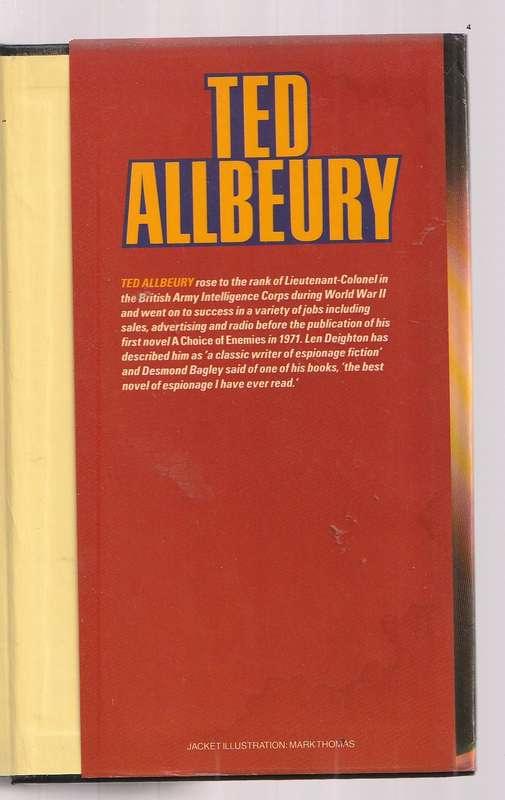 TED
ALLBEURY
TED ALLBEURY rose to the rank of Lieutenant-Colonel in
the British Army Intelligence Corps during World War II
and went on to success in a variety of jobs including
sales, advertising and radio before the publication of his
first novel A Choice of Enemies in 1971. Len Deighton has
described him as 'a classic writer of espionage fiction'
and Desmond Bagley said of one of his books, 'the best
novel of espionage I have ever read.'
JACKET ILLUSTRATION: MARK THOMAS